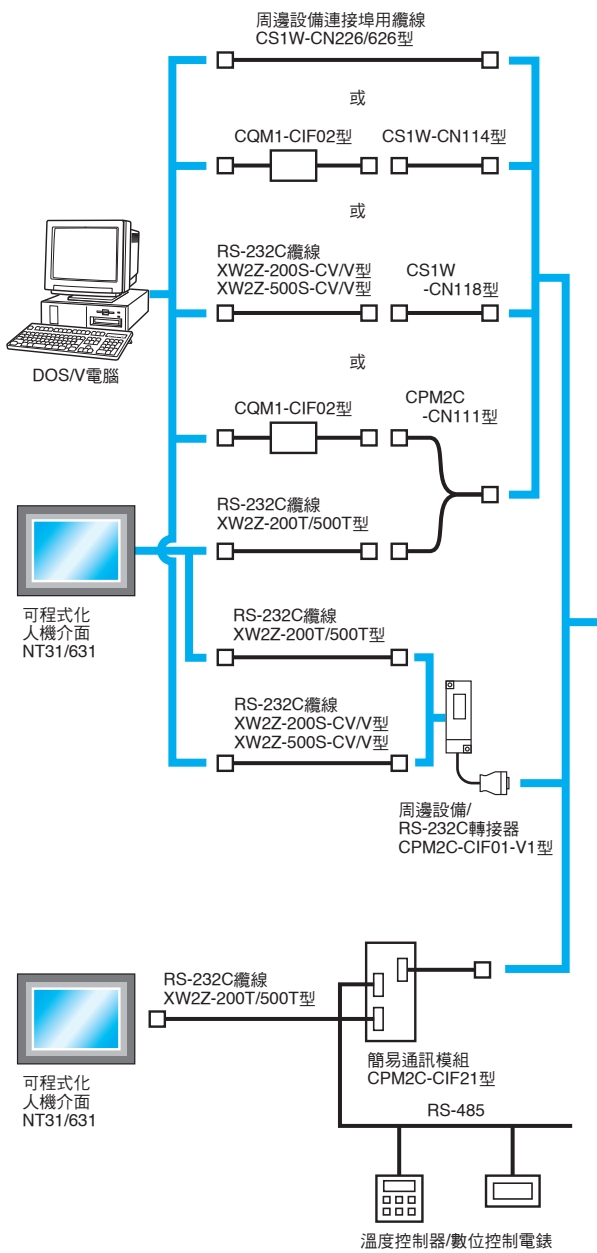 周邊設備連接埠用纜線
CS1W-CN226/626型
或
CQM1-CIF02型
CS1W-CN114型
或
RS-232C纜線
XW2Z-200S-CV/V型
XW2Z-500S-CV/V型
CS1W
-CN118型
DOS/V電腦
或
CQM1-CIF02型
CPM2C
-CN111型
RS-232C纜線
XW2Z-200T/500T型
可程式化
人機介面
NT31/631
RS-232C纜線
XW2Z-200T/500T型
RS-232C纜線
XW2Z-200S-CV/V型
XW2Z-500S-CV/V型
周邊設備/
RS-232C轉接器
CPM2C-CIF01-V1型
RS-232C纜線
XW2Z-200T/500T型
簡易通訊模組
CPM2C-CIF21型
可程式化
人機介面
NT31/631
RS-485
溫度控制器/數位控制電錶